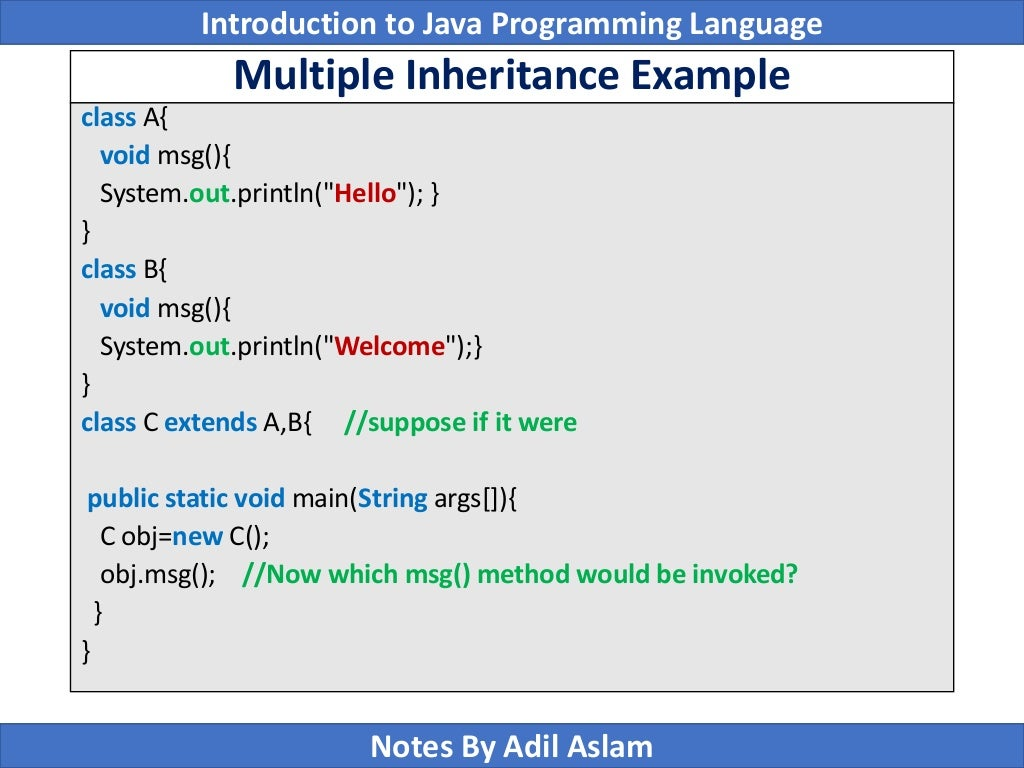 Introduction to Java Programming Language
Multiple Inheritance Example
class A{
void msg(){
System.out.println("Hello"); }
}
class B{
void msg(){
System.out.println("Welcome");}
}
class C extends A,B{ //suppose if it were
public static void main(String args[]){
C obj=new C();
obj.msg(); //Now which msg() method would be invoked?
}
}
Notes By Adil Aslam